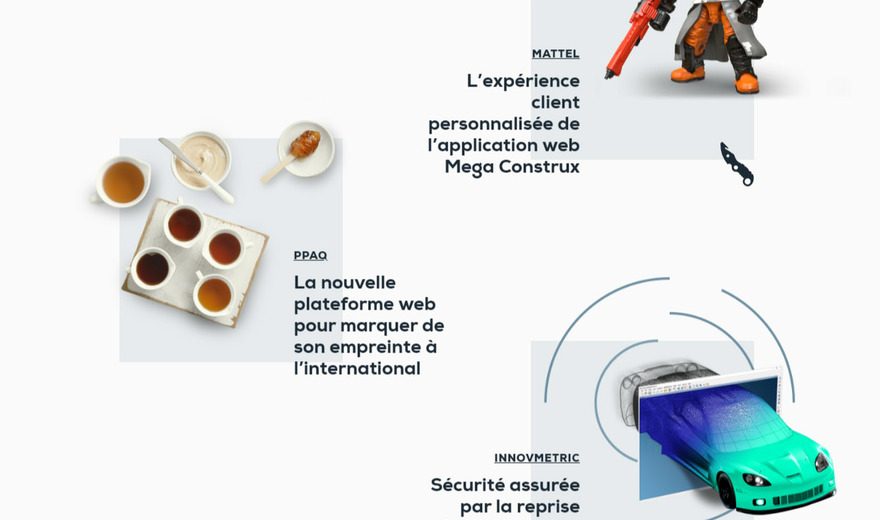 MATTEL
L’expérience
client
personnalisée de
l’application web
Mega Construx
PPAQ
La nouvelle
plateforme web
pour marquer de
son empreinte à
l’international
INNOVMETRIC
Sécurité assurée
par la reprise